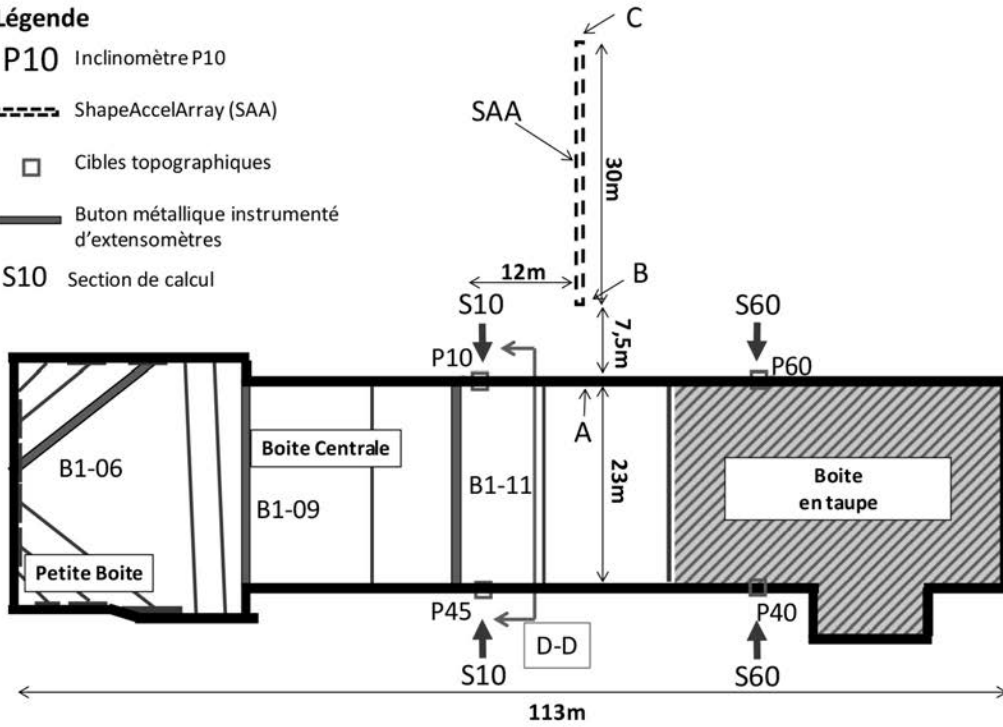 Légende
P10 Inclinomètre P10
ShapeAccelArray (SAA)
Cibles topographiques
Buton métallique instrumenté
d'extensomètres
S10 Section de calcul
C
SAA
30m
12m
B
S10
S60
7,5m
P10
P60
A
Boite Centrale
B1-06
B1-11
23m
Boite
en taupe
B1-09
Petite Boite
P45
P40
D-D
S10
S60
113m